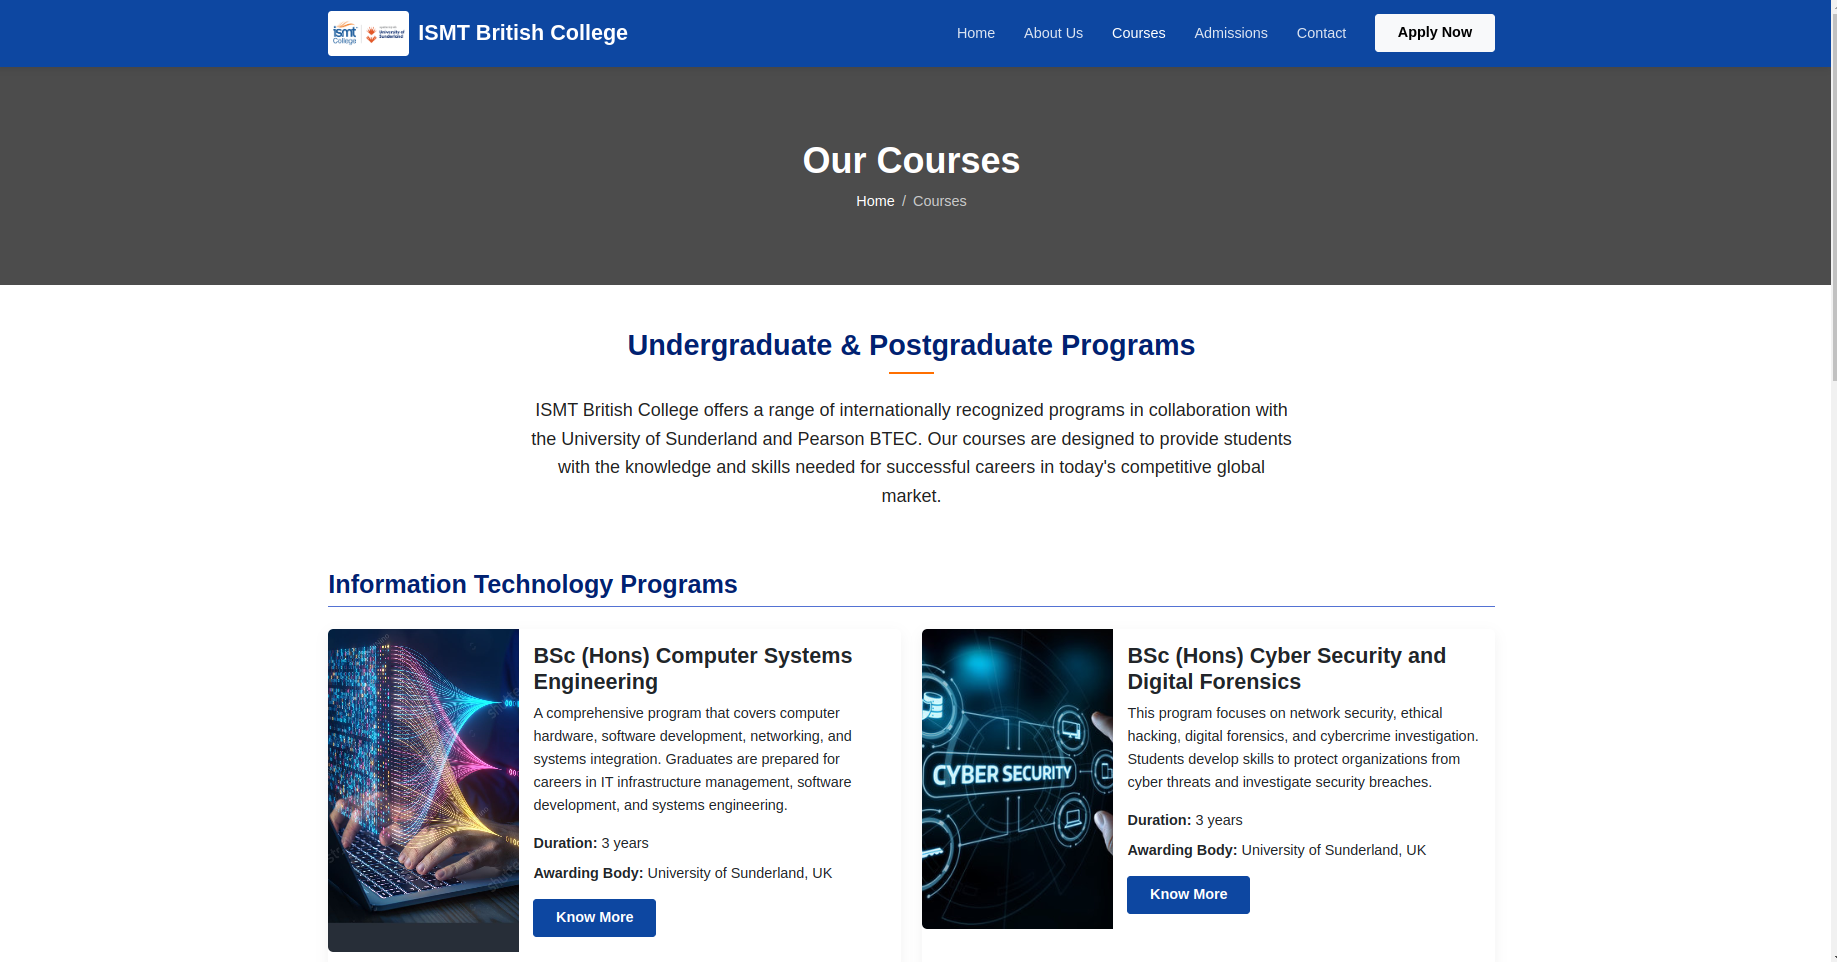 ismt
College
University of
Sunderland
ISMT British College
Home
About Us
Courses
Admissions
Contact
Apply Now
Our Courses
Home / Courses
Undergraduate & Postgraduate Programs
ISMT British College offers a range of internationally recognized programs in collaboration with
the University of Sunderland and Pearson BTEC. Our courses are designed to provide students
with the knowledge and skills needed for successful careers in today's competitive global
market.
Information Technology Programs
BSc (Hons) Computer Systems
Engineering
A comprehensive program that covers computer
hardware, software development, networking, and
systems integration. Graduates are prepared for
careers in IT infrastructure management, software
development, and systems engineering.
Duration: 3 years
Awarding Body: University of Sunderland, UK
Know More
CYBER SECURITY
BSc (Hons) Cyber Security and
Digital Forensics
This program focuses on network security, ethical
hacking, digital forensics, and cybercrime investigation.
Students develop skills to protect organizations from
cyber threats and investigate security breaches.
Duration: 3 years
Awarding Body: University of Sunderland, UK
Know More